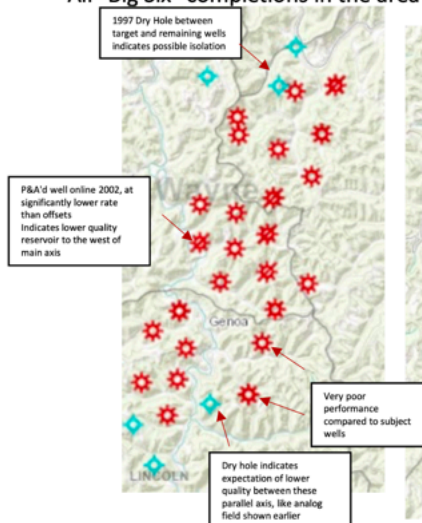 All "Big Six" completions in the area
1997 Dry Hole between
target and remaining wells
indicates possible isolation
Wayne
P&A'd well online 2002, at
significantly lower rate
than offsets
Indicates lower quality
reservoir to the west of
main axis
Genoa
Very poor
performance
compared to subject
wells
Dry hole indicates
expectation of lower
quality between these
parallel axis, like analog
field shown earlier
LINCOLN